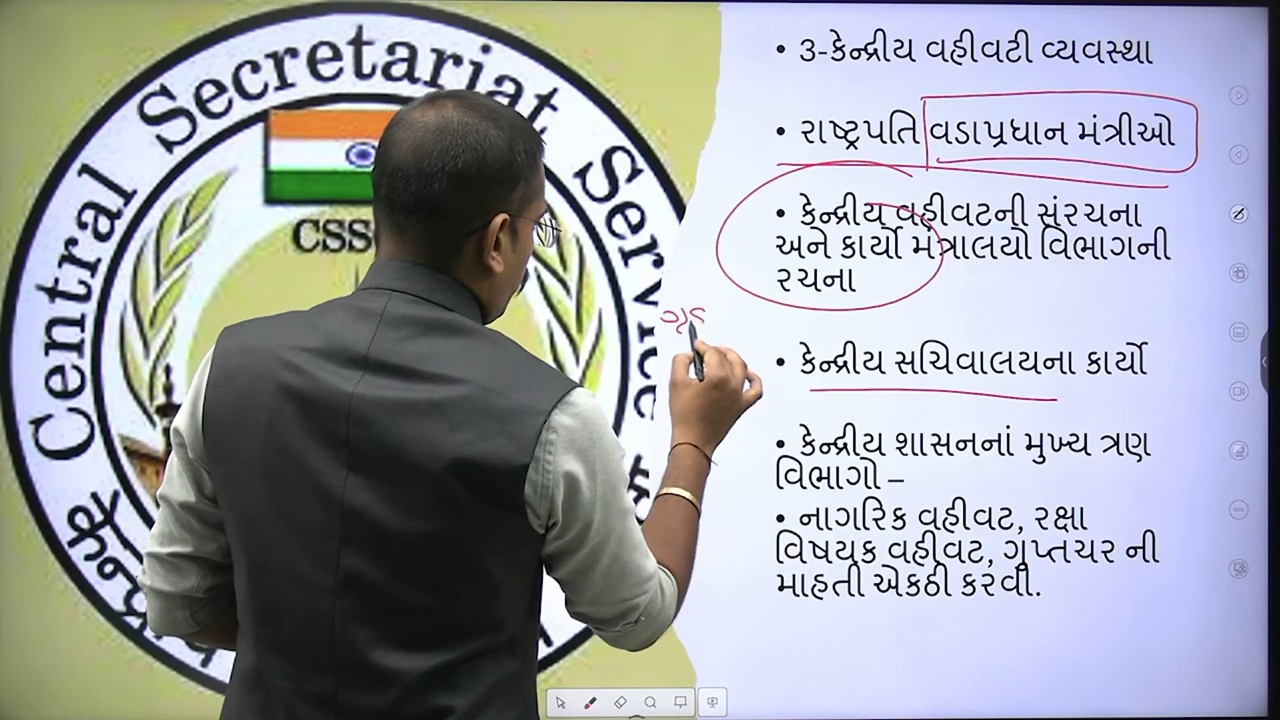 Central Secretariat Service
CSS
• ૩-કેન્દ્રીય વહીવટી વ્યવસ્થા
• રાષ્ટ્રપતિ વડાપ્રધાન મંત્રીઓ
• કેન્દ્રીય વહીવટની સંરચના
અને કાર્યો મંત્રાલયો વિભાગની
રચના
• કેન્દ્રીય સચિવાલયના કાર્યો
• કેન્દ્રીય શાસનનાં મુખ્ય ત્રણ
વિભાગો –
• નાગરિક વહીવટ, રક્ષા
વિષયક વહીવટ, ગુપ્તચર ની
માહતી એકઠી કરવી.